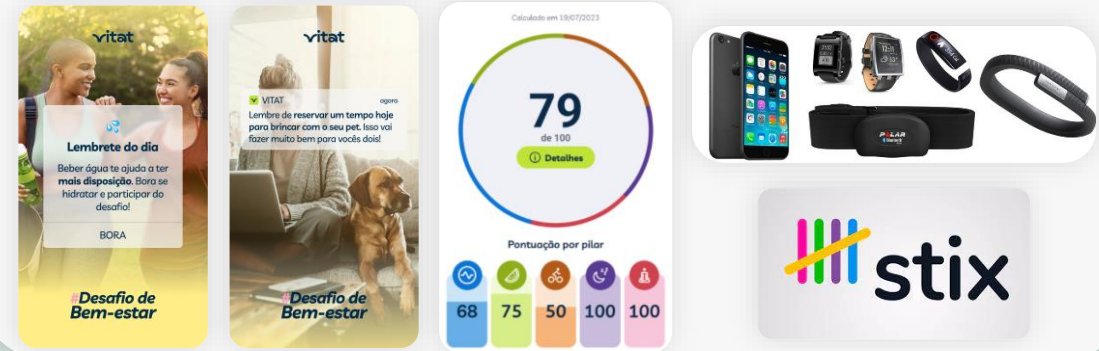 vitat
Lembrete do dia
Beber água te ajuda a ter
mais disposição. Bora se
hidratar e participar do
desafio!
BORA
#Desafio de
Bem-estar
vitat
VITAT agora
Lembre de reservar um tempo hoje
para brincar com o seu pet. Isso vai
fazer muito bem para vocês dois!
#Desafio de
Bem-estar
Calculado em 19/07/2023
79
de 100
Detalhes
Pontuação por pilar
68 75 50 100 100
POLAR
Bluetooth
stix